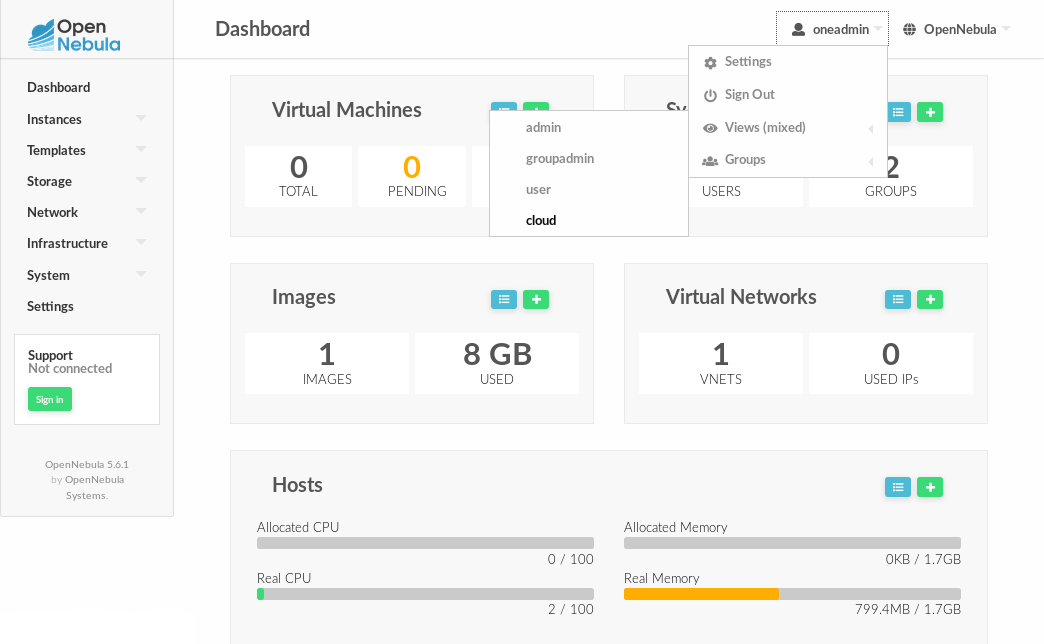 Open
Nebula
Dashboard
oneadmin
OpenNebula
Dashboard
Instances
Templates
Storage
Network
Infrastructure
System
Settings
Support
Not connected
Sign in
OpenNebula 5.6.1
by OpenNebula
Systems.
Settings
Sign Out
Views (mixed)
Groups
admin
groupadmin
user
cloud
Virtual Machines
0
TOTAL
0
PENDING
USERS
2
GROUPS
Images
1
IMAGES
8 GB
USED
Virtual Networks
1
VNETS
0
USED IPs
Hosts
Allocated CPU
0 / 100
Real CPU
2 / 100
Allocated Memory
0KB / 1.7GB
Real Memory
799.4MB / 1.7GB